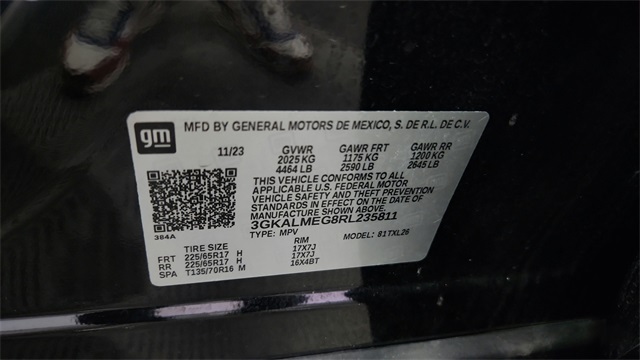 gm MFD BY GENERAL MOTORS DE MEXICO, S. DE R.L. DE C.V.
11/23 GVWR GAWR FRT GAWR RR
2025 KG 1175 KG 1200 KG
4464 LB 2590 LB 2645 LB
THIS VEHICLE CONFORMS TO ALL
APPLICABLE U.S. FEDERAL MOTOR
VEHICLE SAFETY AND THEFT PREVENTION
STANDARDS IN EFFECT ON THE DATE OF
MANUFACTURE SHOWN ABOVE.
3GKALMEG8RL235811
384A TYPE: MPV MODEL: 81TXL26
TIRE SIZE RIM
FRT 225/65R17 H 17X7J
RR 225/65R17 H 17X7J
SPA T135/70R16 M 16X4BT